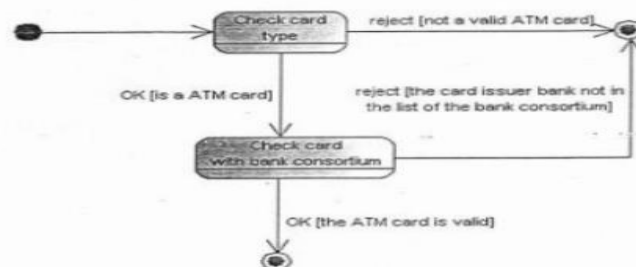 Check card
type
reject [not a valid ATM card]
OK [is a ATM card]
reject [the card issuer bank not in
the list of the bank consortium]
Check card
with bank consortium
OK [the ATM card is valid]